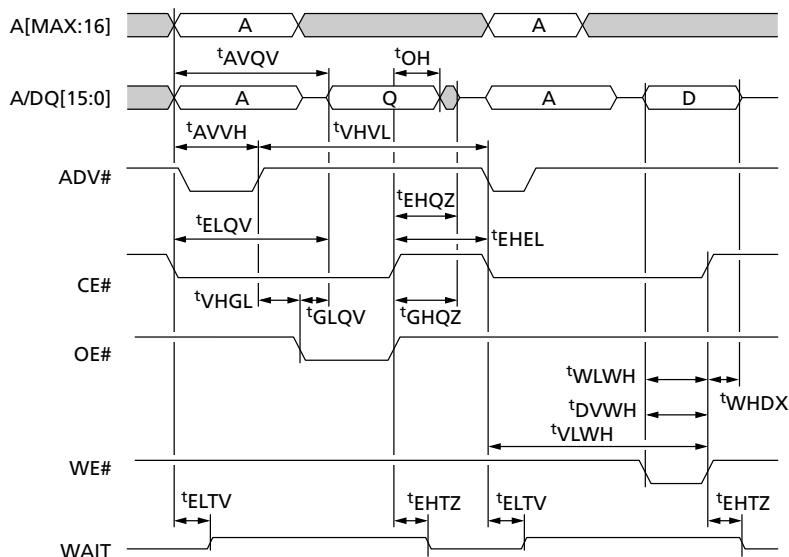 A[MAX:16] A A
tAVQV tOH
A/DQ[15:0] A Q A D
tAVVH tVHVL
ADV#
tEHQZ
tELQV tEHEL
CE#
tVHGL tGLQV tGHQZ
OE#
tWLWH
tWHDX
tDVWH
tVLWH
WE#
tELTV tEHTZ tELTV tEHTZ
WAIT